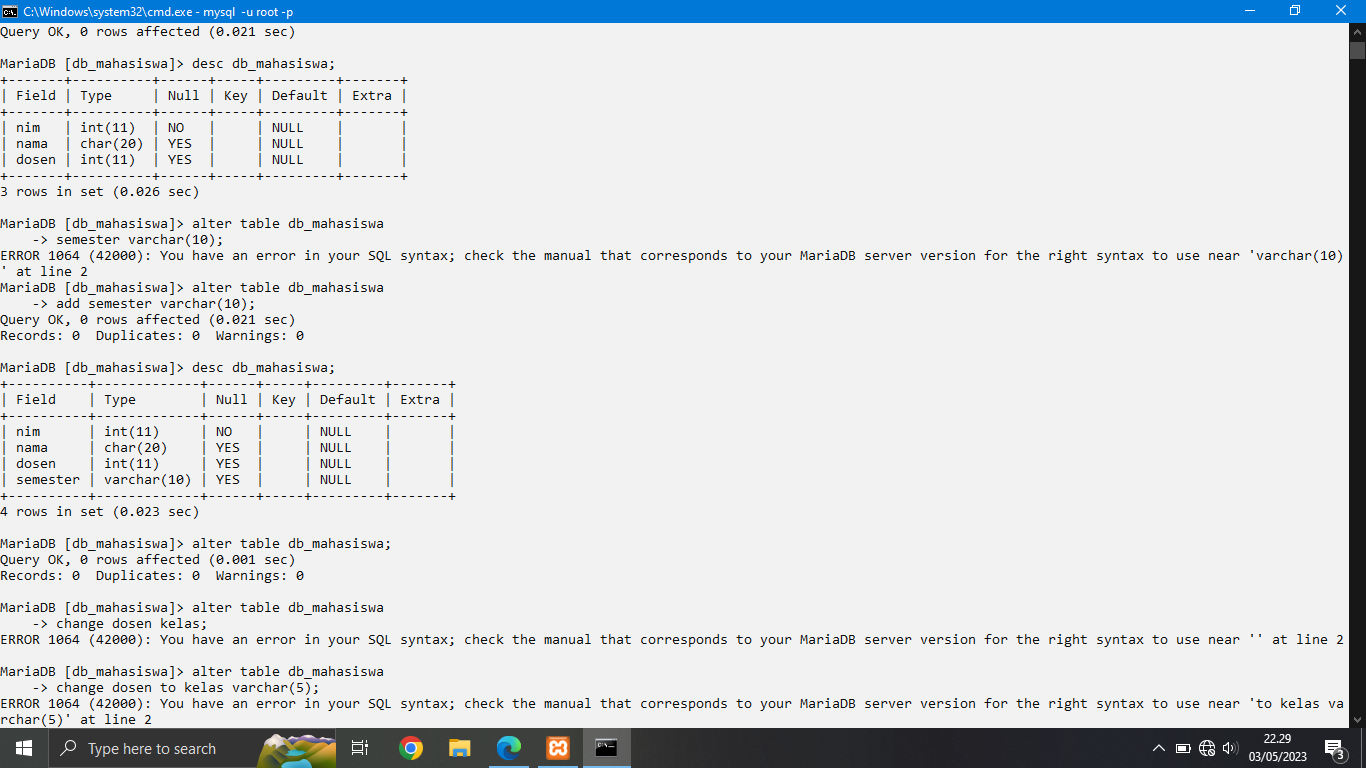 C:\Windows\system32\cmd.exe - mysql  -u root -p
Query OK, 0 rows affected (0.021 sec)
MariaDB [db_mahasiswa]> desc db_mahasiswa;
+-------+----------+------+-----+---------+-------+
| Field | Type     | Null | Key | Default | Extra |
+-------+----------+------+-----+---------+-------+
| nim   | int(11)  | NO   |     | NULL    |       |
| nama  | char(20) | YES  |     | NULL    |       |
| dosen | int(11)  | YES  |     | NULL    |       |
+-------+----------+------+-----+---------+-------+
3 rows in set (0.026 sec)
MariaDB [db_mahasiswa]> alter table db_mahasiswa
    -> semester varchar(10);
ERROR 1064 (42000): You have an error in your SQL syntax; check the manual that corresponds to your MariaDB server version for the right syntax to use near 'varchar(10)
' at line 2
MariaDB [db_mahasiswa]> alter table db_mahasiswa
    -> add semester varchar(10);
Query OK, 0 rows affected (0.021 sec)
Records: 0  Duplicates: 0  Warnings: 0
MariaDB [db_mahasiswa]> desc db_mahasiswa;
+----------+-------------+------+-----+---------+-------+
| Field    | Type        | Null | Key | Default | Extra |
+----------+-------------+------+-----+---------+-------+
| nim      | int(11)     | NO   |     | NULL    |       |
| nama     | char(20)    | YES  |     | NULL    |       |
| dosen    | int(11)     | YES  |     | NULL    |       |
| semester | varchar(10) | YES  |     | NULL    |       |
+----------+-------------+------+-----+---------+-------+
4 rows in set (0.023 sec)
MariaDB [db_mahasiswa]> alter table db_mahasiswa;
Query OK, 0 rows affected (0.001 sec)
Records: 0  Duplicates: 0  Warnings: 0
MariaDB [db_mahasiswa]> alter table db_mahasiswa
    -> change dosen kelas;
ERROR 1064 (42000): You have an error in your SQL syntax; check the manual that corresponds to your MariaDB server version for the right syntax to use near '' at line 2
MariaDB [db_mahasiswa]> alter table db_mahasiswa
    -> change dosen to kelas varchar(5);
ERROR 1064 (42000): You have an error in your SQL syntax; check the manual that corresponds to your MariaDB server version for the right syntax to use near 'to kelas va
rchar(5)' at line 2
Type here to search
22.29
03/05/2023
3